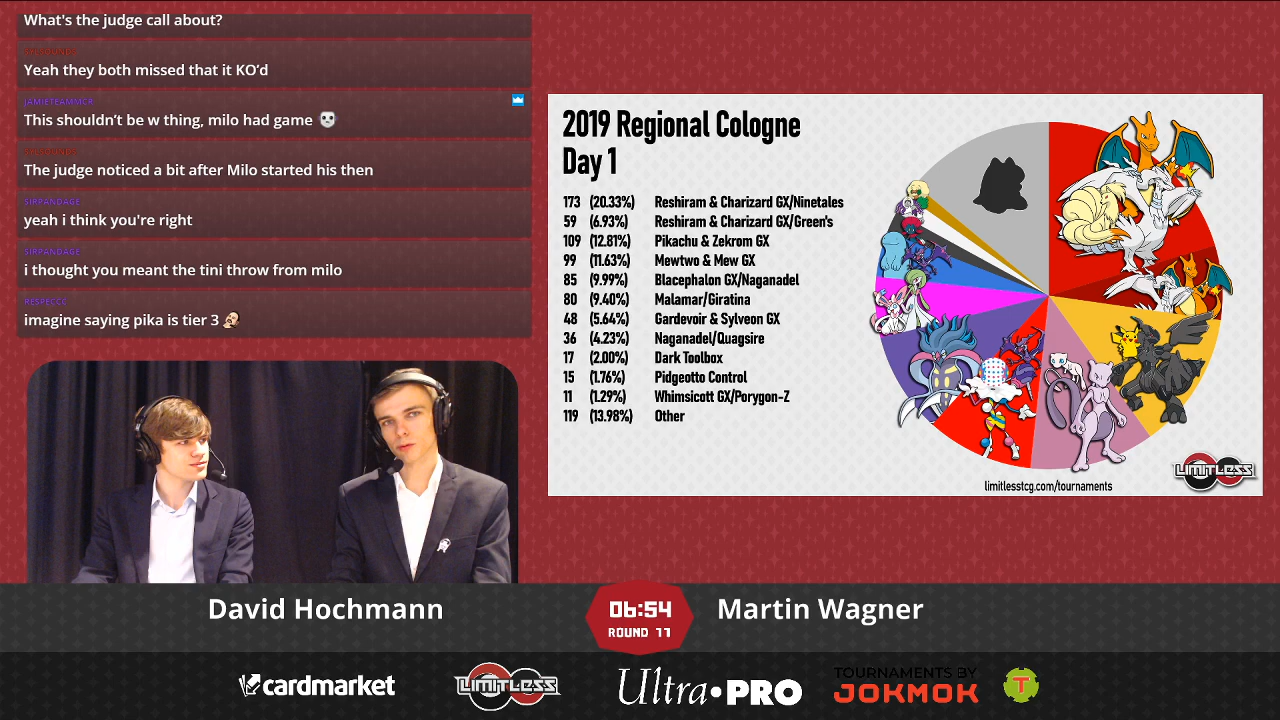 What's the judge call about?
Yeah they both missed that it KO'd
JAMIETEAMMCR
This shouldn't be w thing, milo had game
The judge noticed a bit after Milo started his then
SIRPANDAGE
yeah i think you're right
SIRPANDAGE
i thought you meant the tini throw from milo
RESPECCC
imagine saying pika is tier 3
2019 Regional Cologne
Day 1
173 (20.33%) Reshiram & Charizard GX/Ninetales
59 (6.93%) Reshiram & Charizard GX/Green's
109 (12.81%) Pikachu & Zekrom GX
99 (11.63%) Mewtwo & Mew GX
85 (9.99%) Blacephalon GX/Naganadel
80 (9.40%) Malamar/Giratina
48 (5.64%) Gardevoir & Sylveon GX
36 (4.23%) Naganadel/Quagsire
17 (2.00%) Dark Toolbox
15 (1.76%) Pidgeotto Control
11 (1.29%) Whimsicott GX/Porygon-Z
119 (13.98%) Other
LIMITLESS
limitlesstcg.com/tournaments
David Hochmann
06:54
ROUND 11
Martin Wagner
cardmarket
LIMITLESS
Ultra•PRO
TOURNAMENTS BY
JOKMOK
T